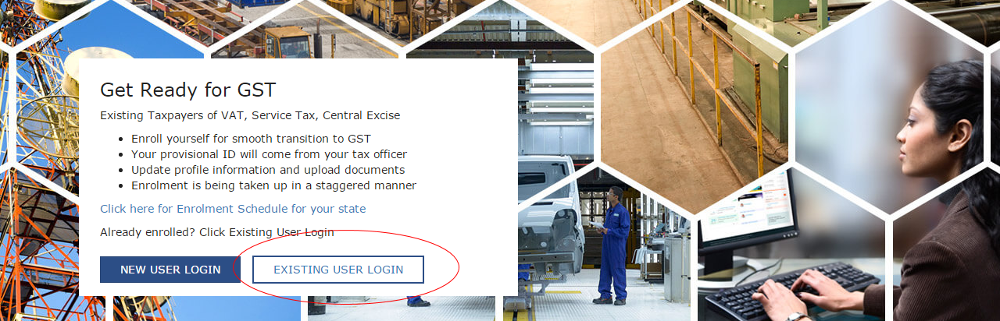 Get Ready for GST
Existing Taxpayers of VAT, Service Tax, Central Excise
Enroll yourself for smooth transition to GST
Your provisional ID will come from your tax officer
Update profile information and upload documents
Enrolment is being taken up in a staggered manner
Click here for Enrolment Schedule for your state
Already enrolled? Click Existing User Login
NEW USER LOGIN
EXISTING USER LOGIN